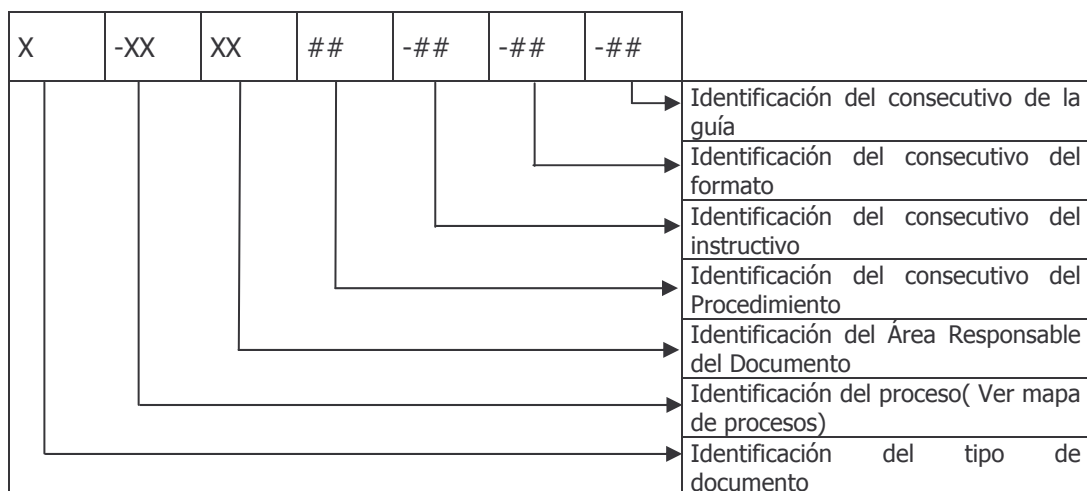 X -XX XX ## -## -## -##
Identificación del consecutivo de la
guía
Identificación del consecutivo del
formato
Identificación del consecutivo del
instructivo
Identificación del consecutivo del
Procedimiento
Identificación del Área Responsable
del Documento
Identificación del proceso( Ver mapa
de procesos)
Identificación del tipo de
documento